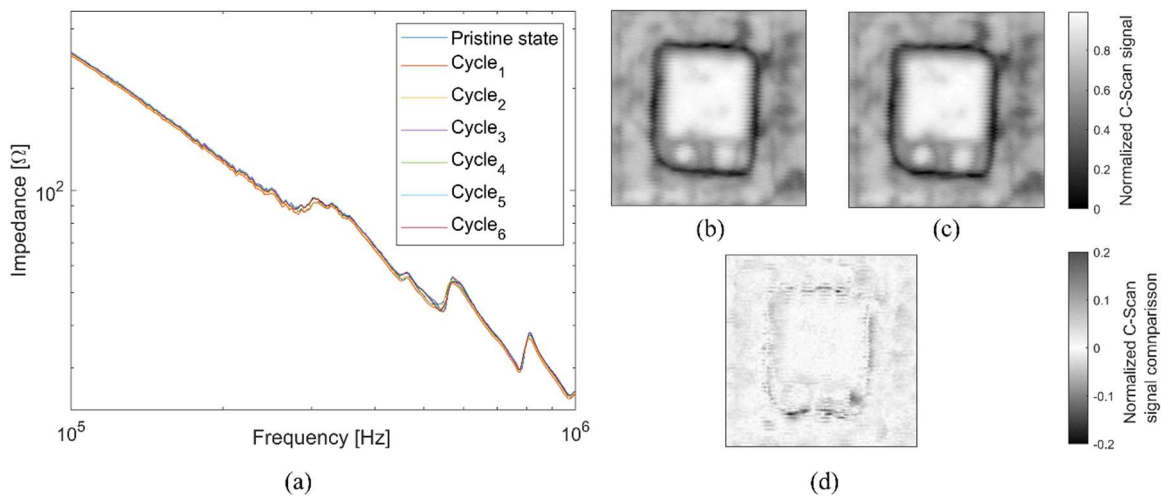 Impedance [Ω]
10²
10⁵
Frequency [Hz]
10⁶
Pristine state
Cycle₁
Cycle₂
Cycle₃
Cycle₄
Cycle₅
Cycle₆
(a)
(b)
(c)
0.8
0.6
0.4
0.2
0
Normalized C-Scan signal
(d)
0.2
0.1
0
-0.1
-0.2
Normalized C-Scan
signal comnparisson